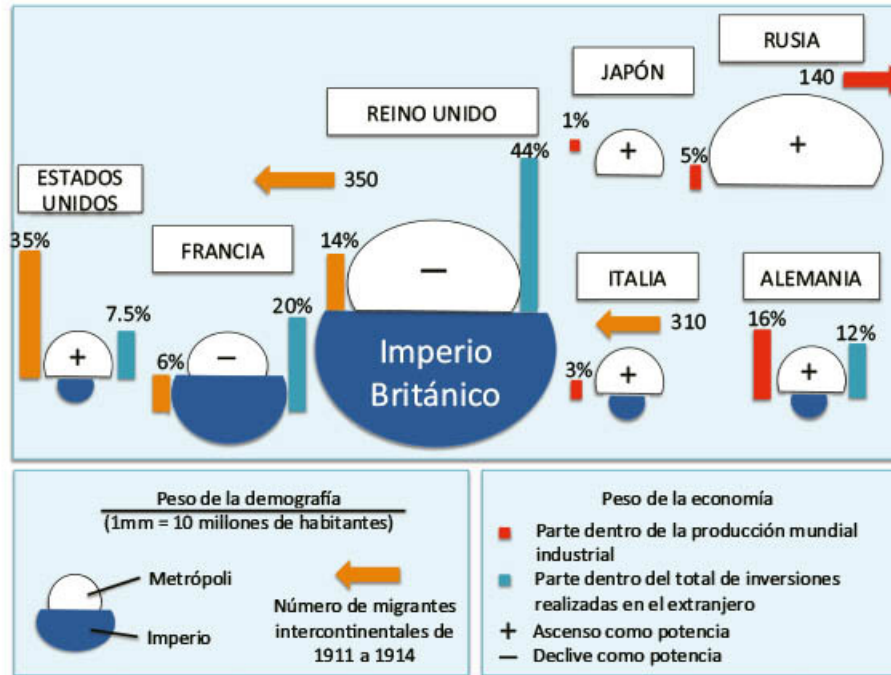 RUSIA
JAPÓN
140
REINO UNIDO
1%
44%
+
+
5%
ESTADOS
UNIDOS
350
35%
FRANCIA
14%
–
ITALIA
ALEMANIA
7.5%
20%
310
16%
12%
+
6%
–
Imperio
Británico
3%
+
+
Peso de la demografía
(1mm = 10 millones de habitantes)
Metrópoli
Imperio
Número de migrantes
intercontinentales de
1911 a 1914
Peso de la economía
Parte dentro de la producción mundial
industrial
Parte dentro del total de inversiones
realizadas en el extranjero
+ Ascenso como potencia
– Declive como potencia